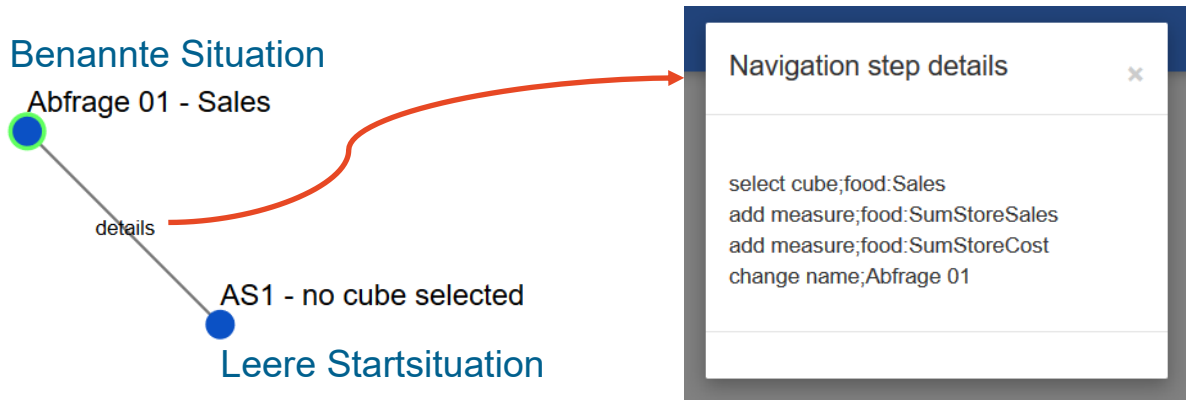 Benannte Situation
Abfrage 01 - Sales
details
AS1 - no cube selected
Leere Startsituation
Navigation step details
×
select cube;food:Sales
add measure;food:SumStoreSales
add measure;food:SumStoreCost
change name;Abfrage 01